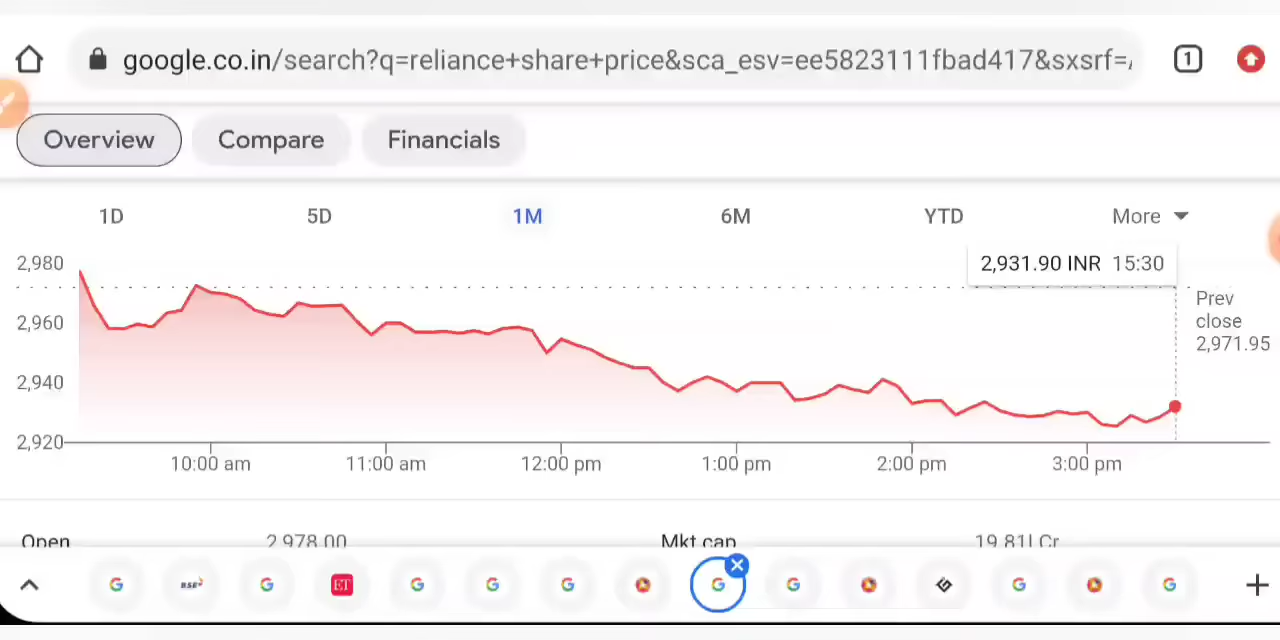 google.co.in/search?q=reliance+share+price&sca_esv=ee5823111fbad417&sxsrf=
1
Overview Compare Financials
1D 5D 1M 6M YTD More
2,931.90 INR 15:30
2,980
2,960
2,940
2,920
Prev
close
2,971.95
10:00 am 11:00 am 12:00 pm 1:00 pm 2:00 pm 3:00 pm
Open 2,978.00 Mkt cap 19.81LCr
G BSE G ET G G G G G G G